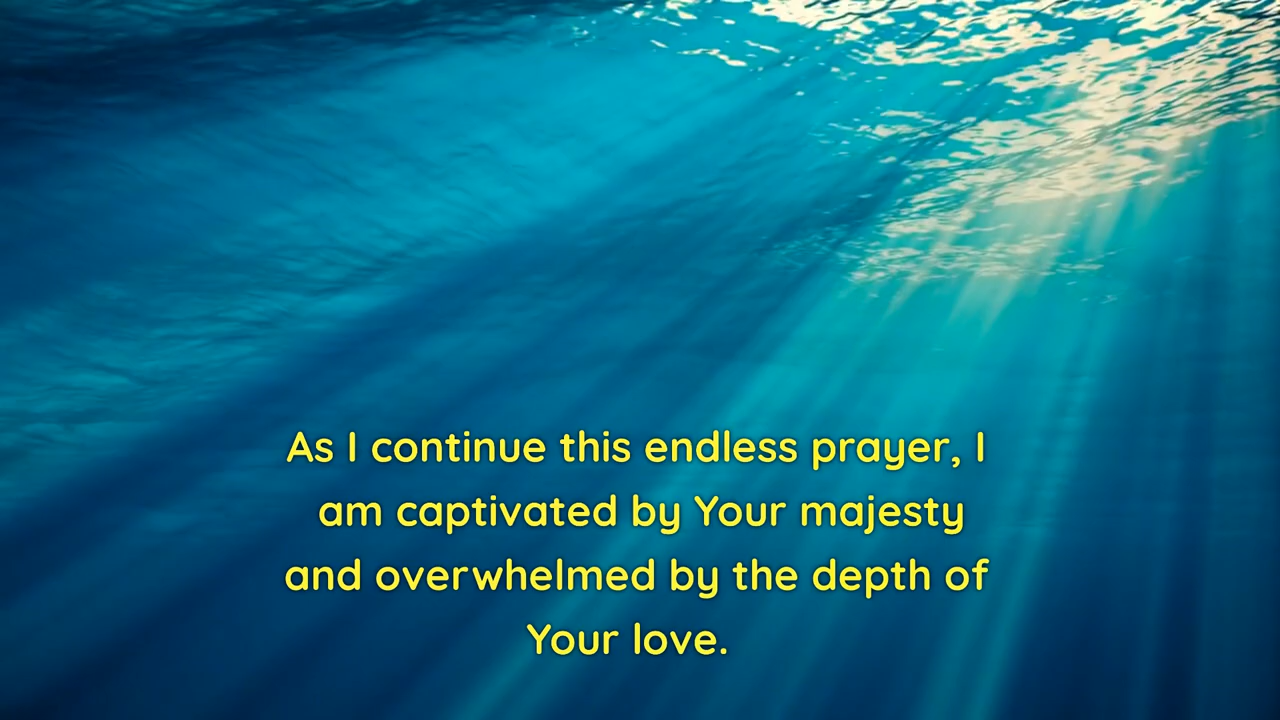 As I continue this endless prayer, I
am captivated by Your majesty
and overwhelmed by the depth of
Your love.